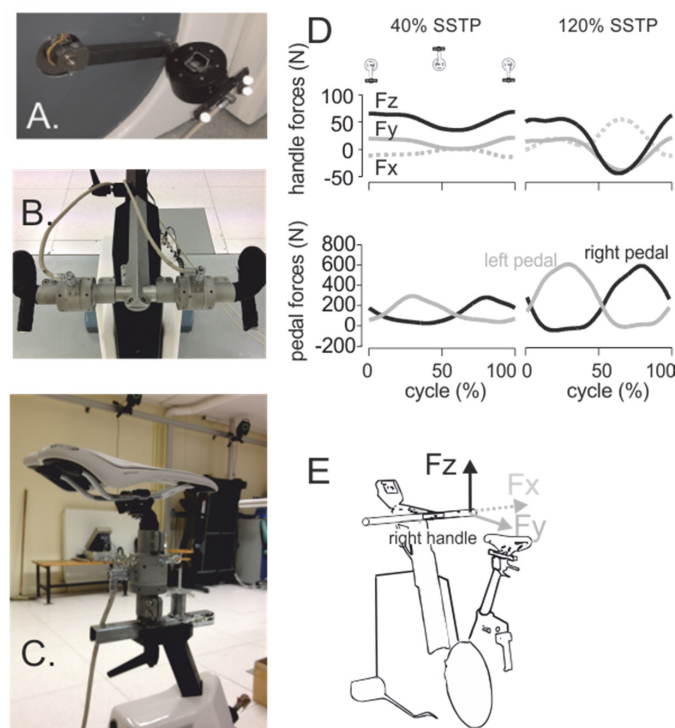 A.
B.
C.
D
40% SSTP
120% SSTP
handle forces (N)
100
50
0
-50
Fz
Fy
Fx
pedal forces (N)
800
600
400
200
0
-200
left pedal
right pedal
0
50
100
0
50
100
cycle (%)
cycle (%)
E
Fz
Fx
Fy
right handle